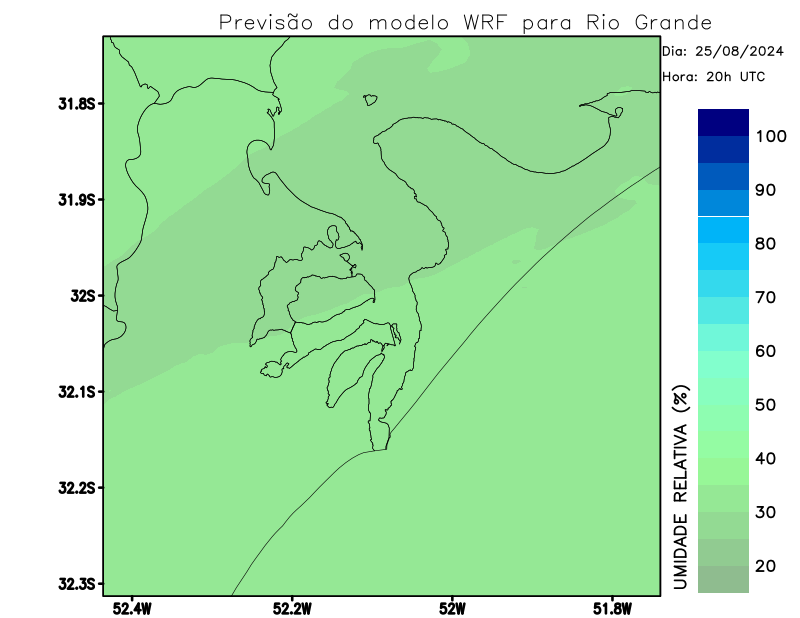 Previsão do modelo WRF para Rio Grande
Dia: 25/08/2024
Hora: 20h UTC
31.8S
31.9S
32S
32.1S
32.2S
32.3S
52.4W
52.2W
52W
51.8W
100
90
80
70
60
50
40
30
20
UMIDADE RELATIVA (%)